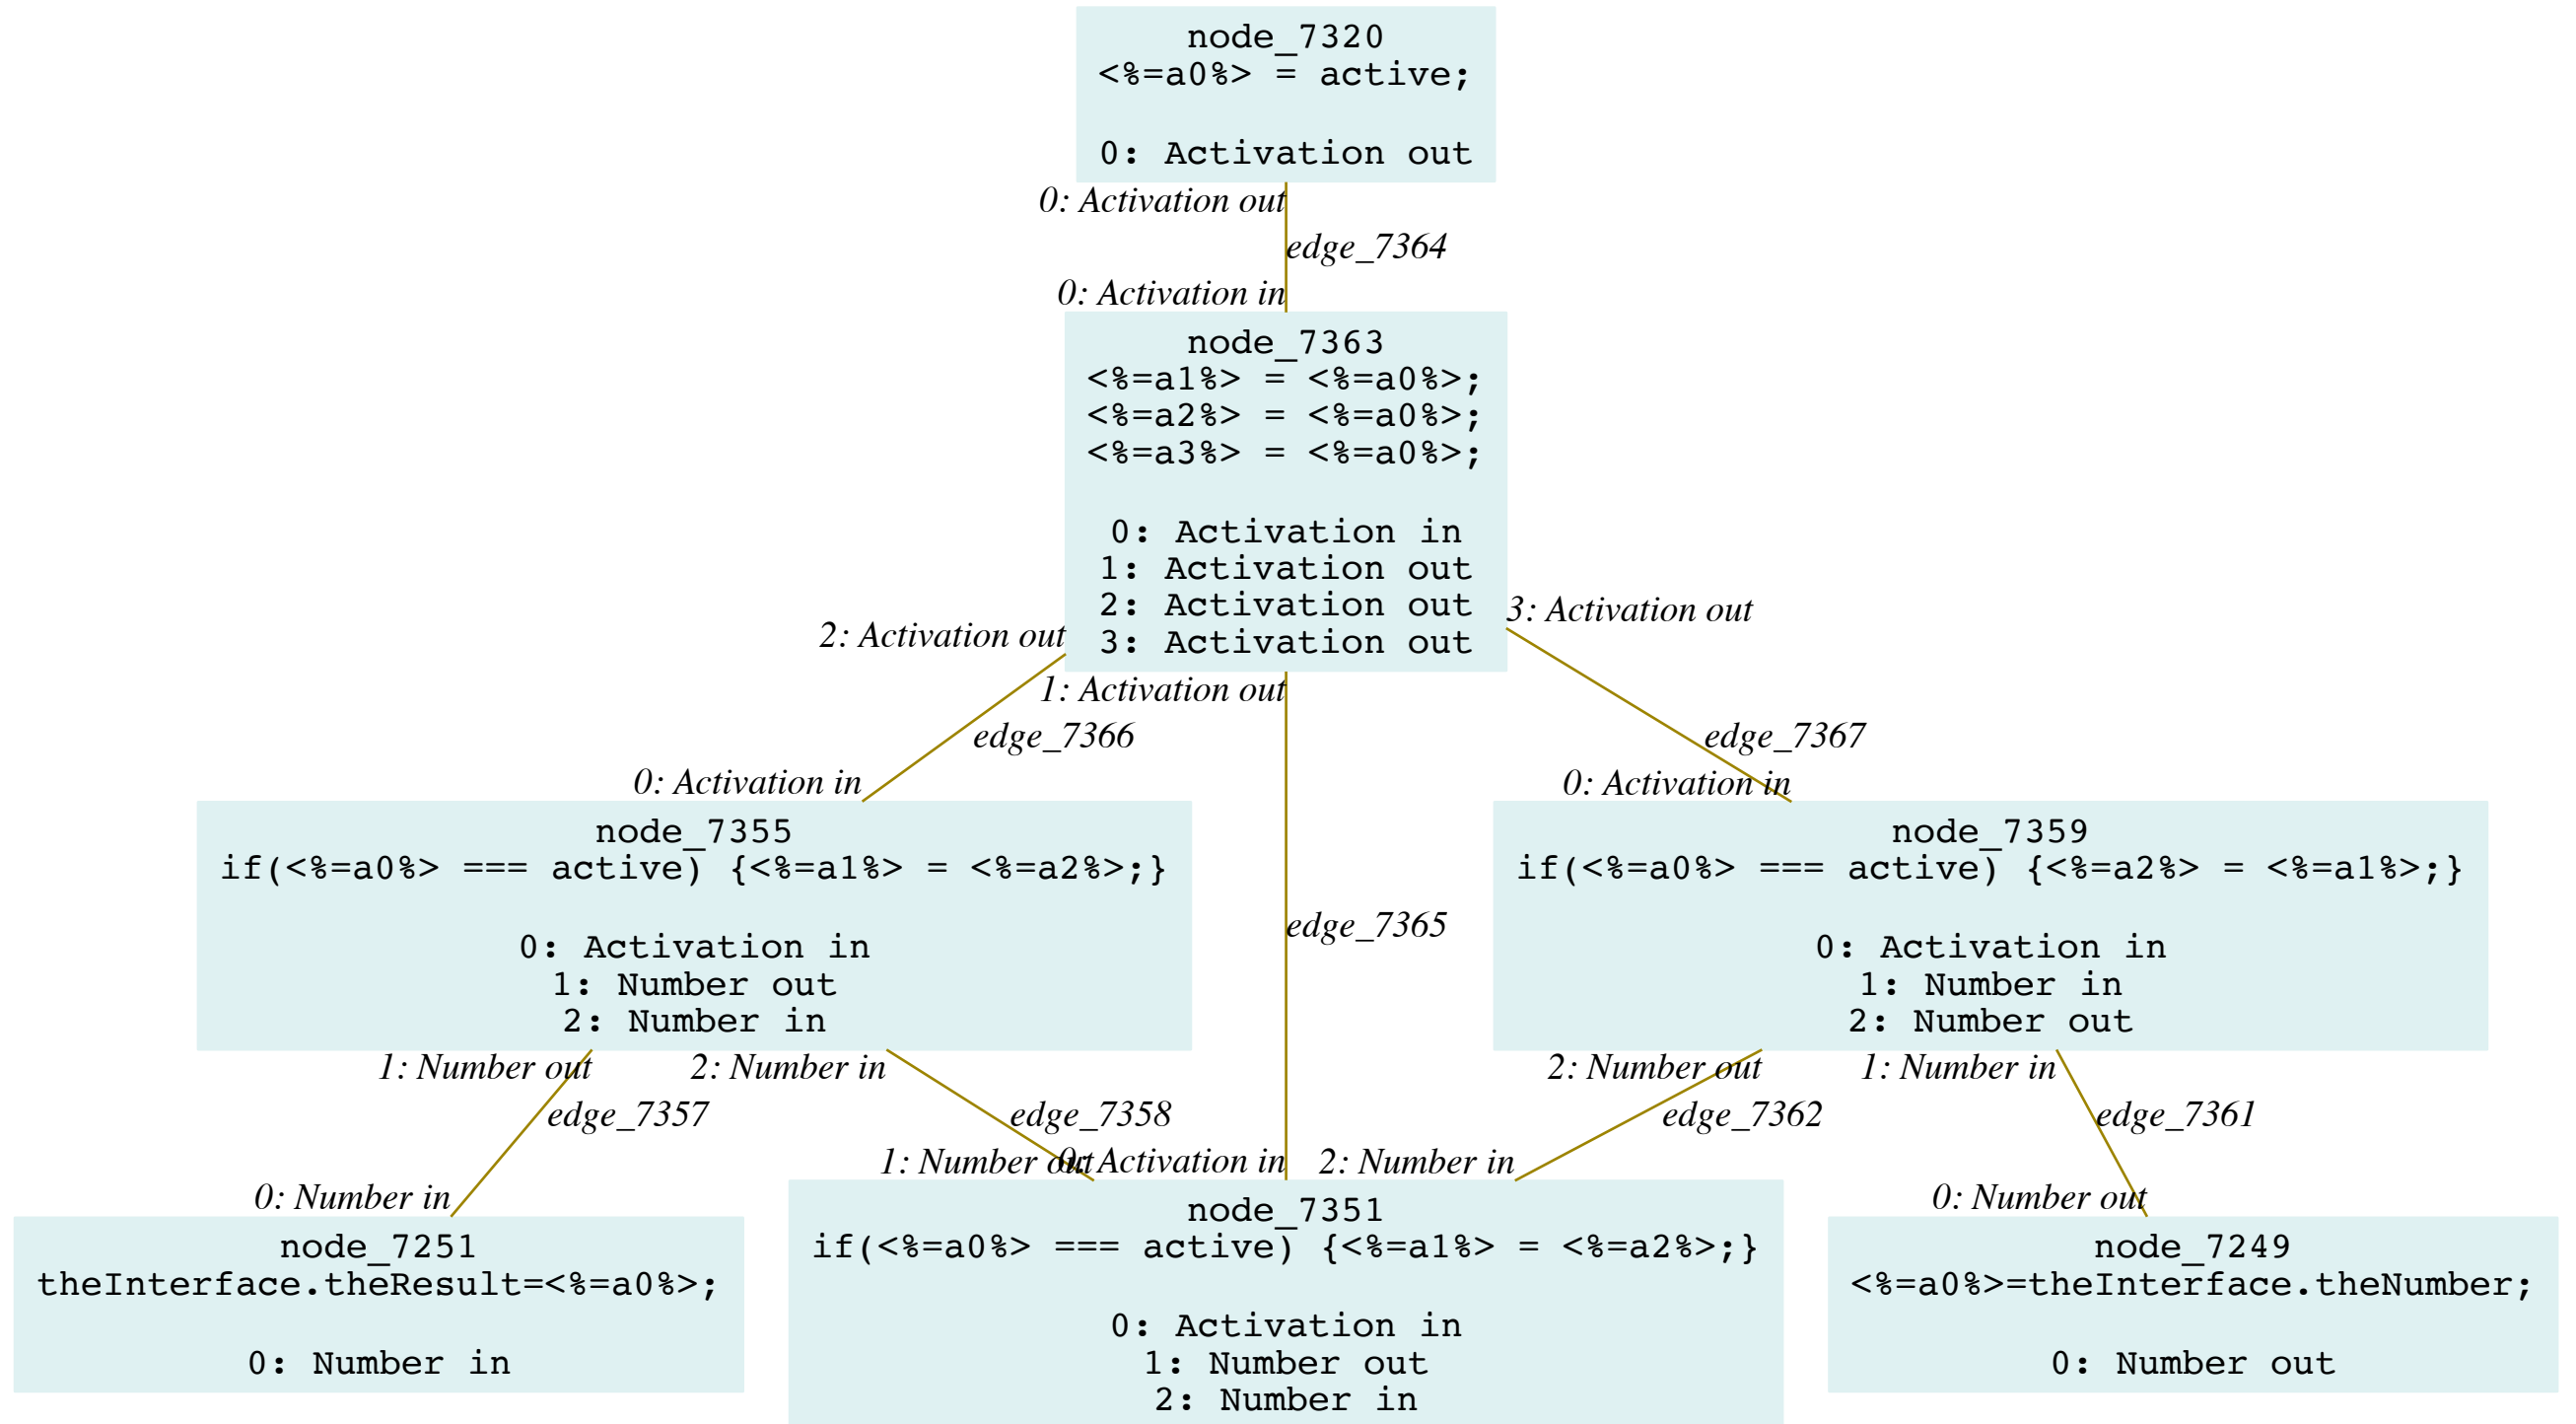 node_7320
<%=a0%> = active;
0: Activation out
0: Activation out
edge_7364
0: Activation in
node_7363
<%=a1%> = <%=a0%>;
<%=a2%> = <%=a0%>;
<%=a3%> = <%=a0%>;
0: Activation in
1: Activation out
2: Activation out
3: Activation out
3: Activation out
2: Activation out
1: Activation out
edge_7366
edge_7367
0: Activation in
0: Activation in
node_7355
if(<%=a0%> === active) {<%=a1%> = <%=a2%>;}
0: Activation in
1: Number out
2: Number in
edge_7365
node_7359
if(<%=a0%> === active) {<%=a2%> = <%=a1%>;}
0: Activation in
1: Number in
2: Number out
1: Number out
2: Number in
2: Number out
1: Number in
edge_7357
edge_7358
edge_7362
edge_7361
1: Number out
0: Activation in
2: Number in
0: Number in
0: Number out
node_7251
theInterface.theResult=<%=a0%>;
0: Number in
node_7351
if(<%=a0%> === active) {<%=a1%> = <%=a2%>;}
0: Activation in
1: Number out
2: Number in
node_7249
<%=a0%>=theInterface.theNumber;
0: Number out